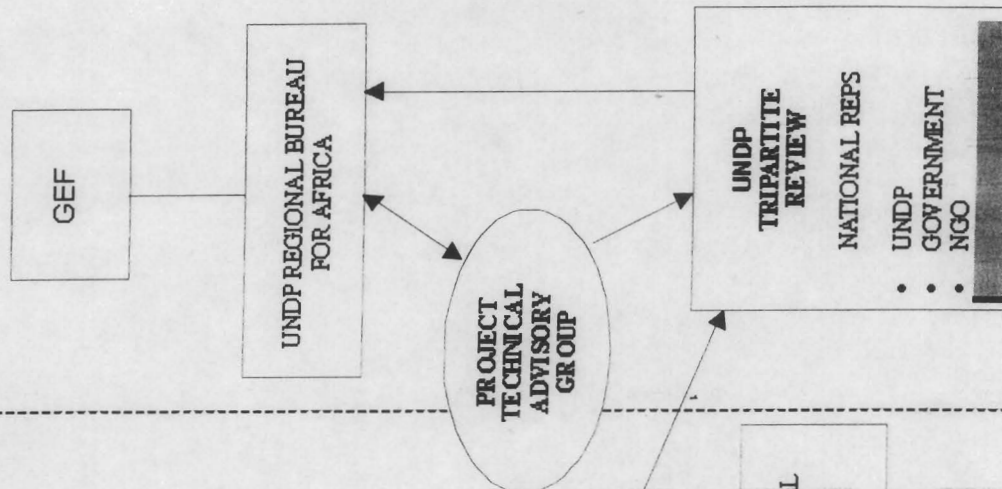 GEF
UNDP REGIONAL BUREAU
FOR AFRICA
PROJECT
TECHNICAL
ADVISORY
GROUP
UNDP
TRIPARTITE
REVIEW
NATIONAL REPS
• UNDP
• GOVERNMENT
• NGO
L